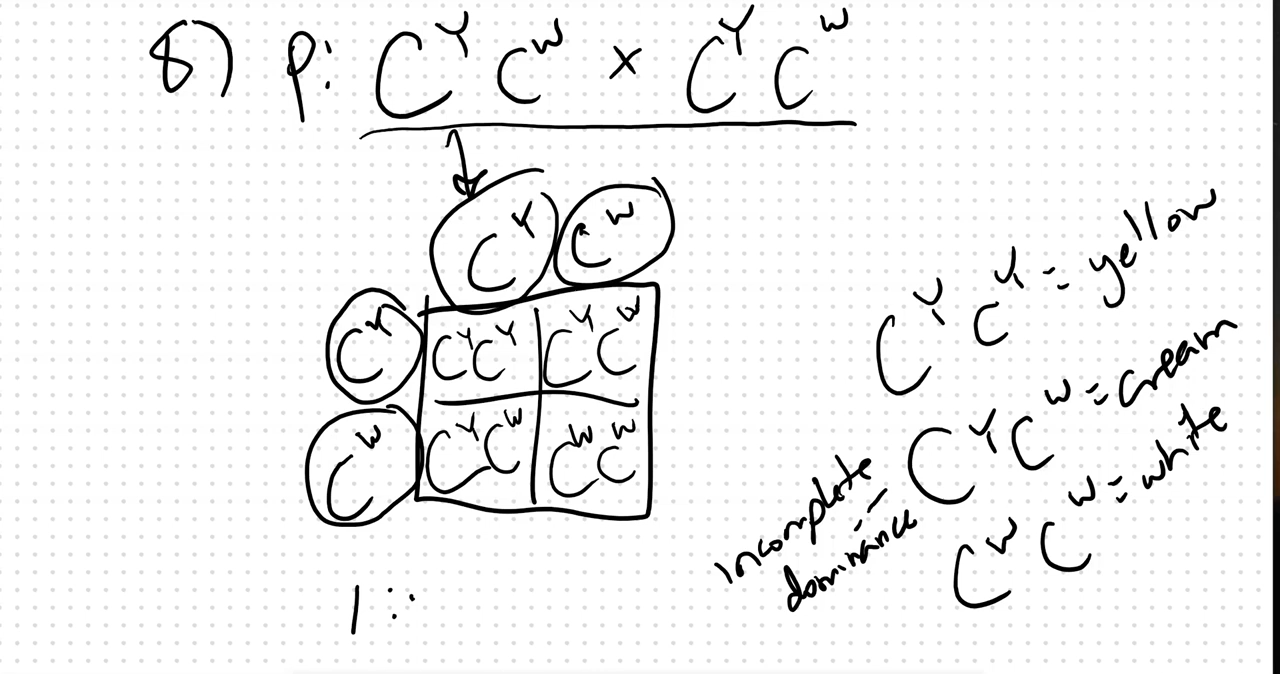 8) P: C^Y C^W x C^Y C^W
C^Y C^W
C^Y C^Y C^Y C^Y C^W
C^W C^Y C^W C^W C^W
1 :
C^Y C^Y = yellow
C^Y C^W = cream
C^W C^W = white
incomplete
dominance